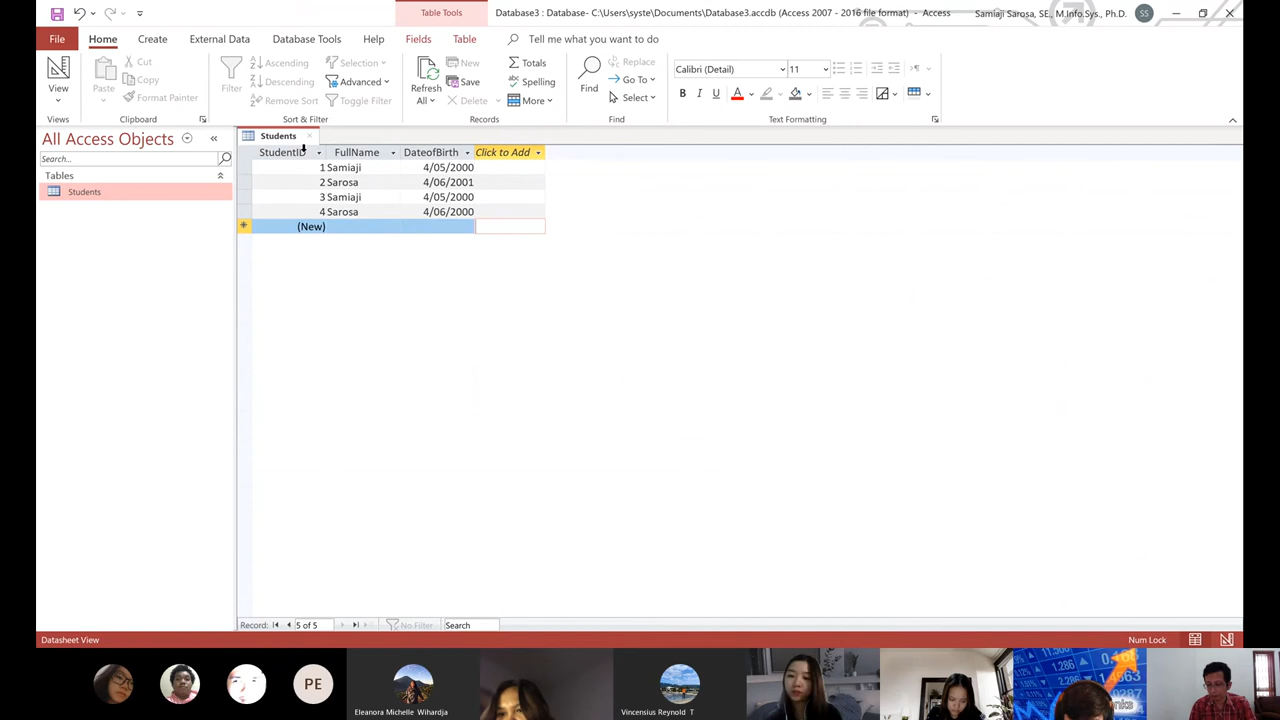 Table Tools
Database3 : Database- C:\Users\syste\Documents\Database3.accdb (Access 2007 - 2016 file format) - Access
Samiaji Sarosa, SE., M.Info.Sys., Ph.D.
SS
File
Home
Create
External Data
Database Tools
Help
Fields
Table
Tell me what you want to do
View
Views
Paste
Cut
Copy
Format Painter
Clipboard
Filter
Ascending
Descending
Remove Sort
Selection
Advanced
Toggle Filter
Sort & Filter
Refresh
All
New
Save
Delete
Totals
Spelling
More
Records
Find
Replace
Go To
Select
Find
Calibri (Detail)
11
B I U A
Text Formatting
All Access Objects
Search...
Tables
Students
Students
StudentID FullName DateofBirth Click to Add
1 Samiaji 4/05/2000
2 Sarosa 4/06/2001
3 Samiaji 4/05/2000
4 Sarosa 4/06/2000
(New)
Record: 5 of 5 No Filter Search
Datasheet View
Num Lock
PE
Eleanora Michelle Wihardja
Vincensius Reynold T
1.286